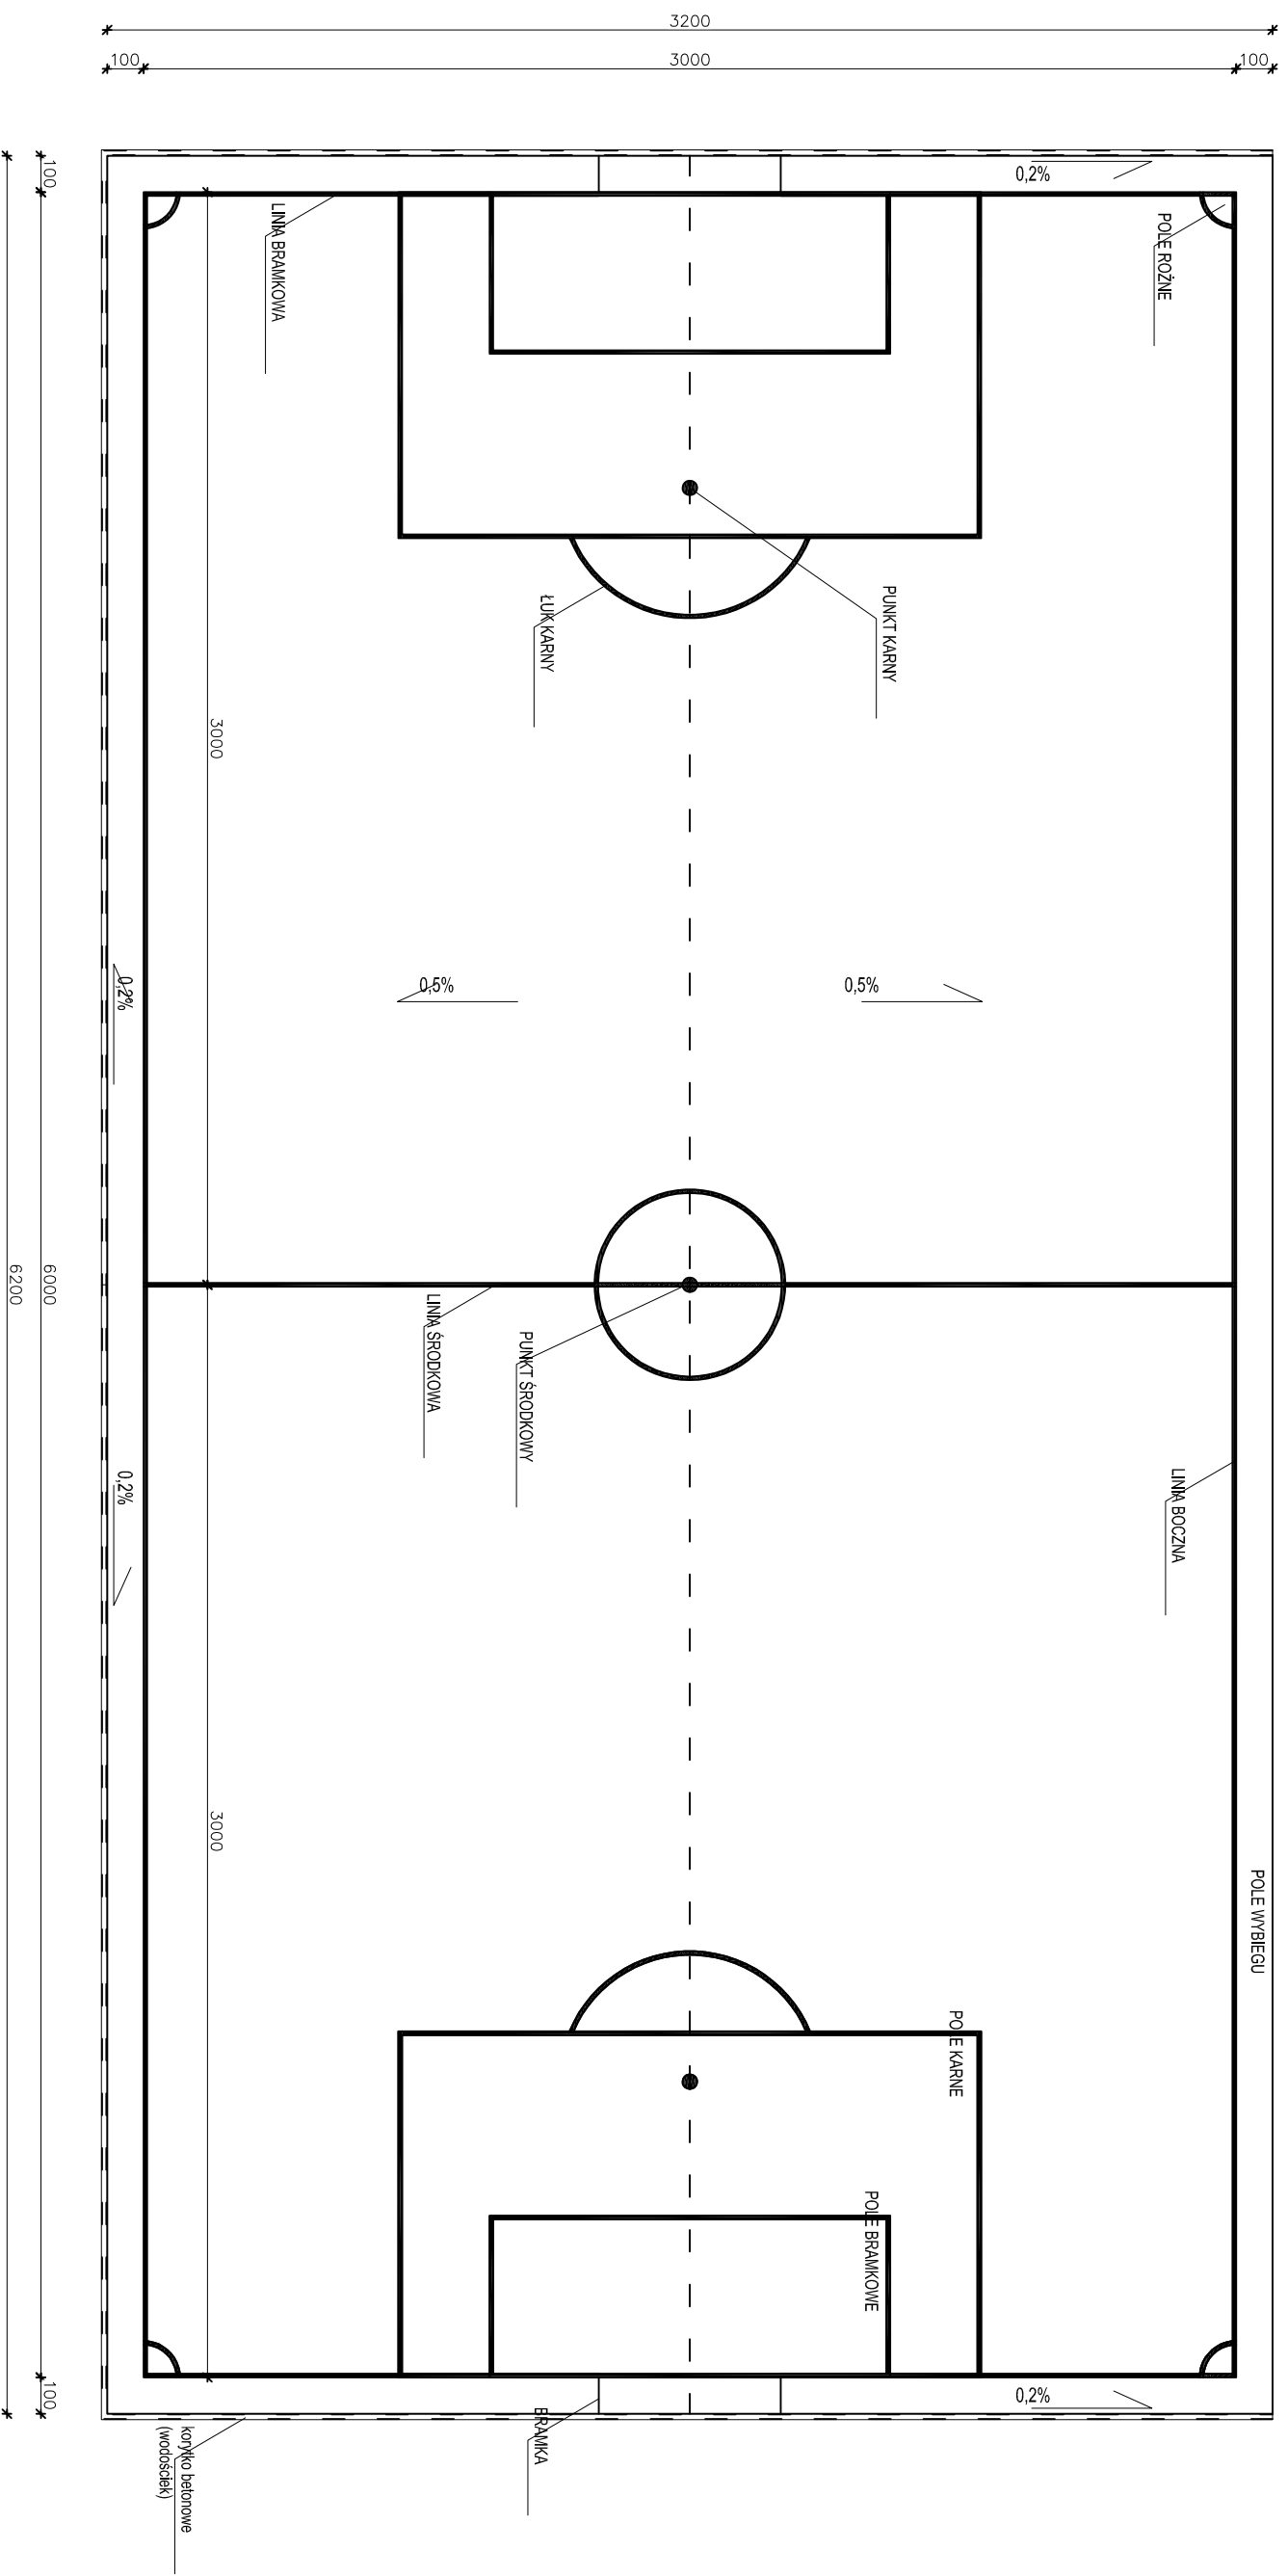 3200
100
3000
100
100
0,2%
POLE ROŻNE
LINIA BRAMKOWA
PUNKT KARNY
ŁUK KARNY
3000
0,2%
0,5%
0,5%
6200
6000
LINIA ŚRODKOWA
PUNKT ŚRODKOWY
LINIA BOCZNA
0,2%
3000
POLE WYBIEGU
POLE KARNE
POLE BRAMKOWE
100
0,2%
BRAMKA
korytko betonowe
(wodościek)